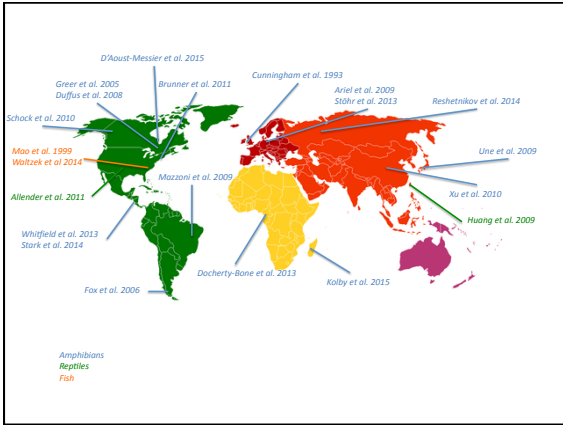 D'Aoust-Messier et al. 2015
Greer et al. 2005
Duffus et al. 2008
Brunner et al. 2011
Cunningham et al. 1993
Ariel et al. 2009
Stöhr et al. 2013
Reshetnikov et al. 2014
Schock et al. 2010
Mao et al. 1999
Waltzek et al 2014
Mazzoni et al. 2009
Une et al. 2009
Allender et al. 2011
Xu et al. 2010
Huang et al. 2009
Whitfield et al. 2013
Stark et al. 2014
Docherty-Bone et al. 2013
Kolby et al. 2015
Fox et al. 2006
Amphibians
Reptiles
Fish